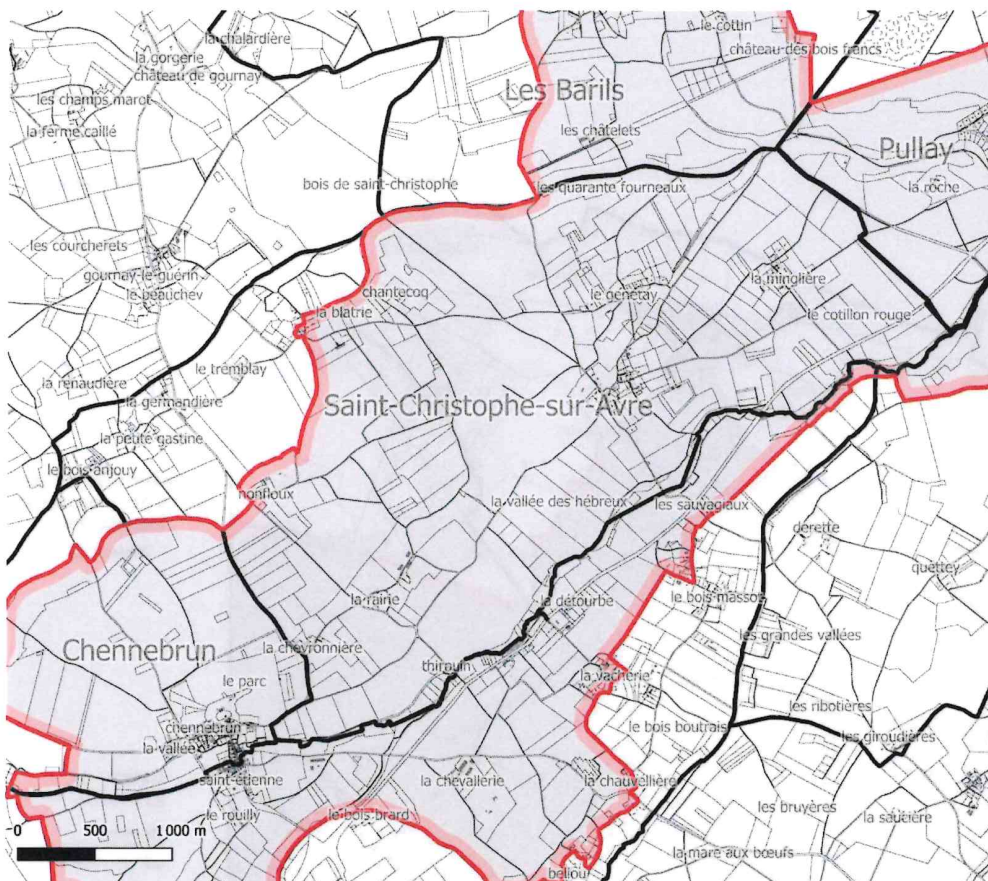 la chalardière
la gorgerie
château de gournay
les champs marot
la ferme caillé
le cottin
château des bois francs
Les Barils
les châtelets
Pullay
la roche
bois de saint-christophe
les quarante fourneaux
les courcherets
gournay-le-guérin
le beauchev
chantecoq
la blatrie
le genetay
la minglière
le cotillon rouge
le tremblay
la renaudière
la germandière
la petite gastine
le bois anjouy
Saint-Christophe-sur-Avre
nonfloux
la vallée des hébreux
les sauvagiaux
derette
quettey
la raine
la détourbe
le bois massot
les grandes vallées
Chennebrun
la chevronnière
thirouin
la vacherie
le parc
chennebrun
la vallée
saint-étienne
le bois boutrais
les ribotières
les giroudières
la chevallerie
la chauvellière
le rouilly
le bois brard
les bruyères
la saucière
la mare aux bœufs
bellou
0 500 1000 m